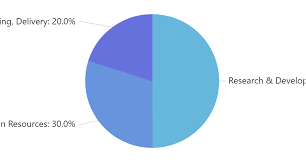 ing, Delivery: 20.0%
Research & Develop
n Resources: 30.0%